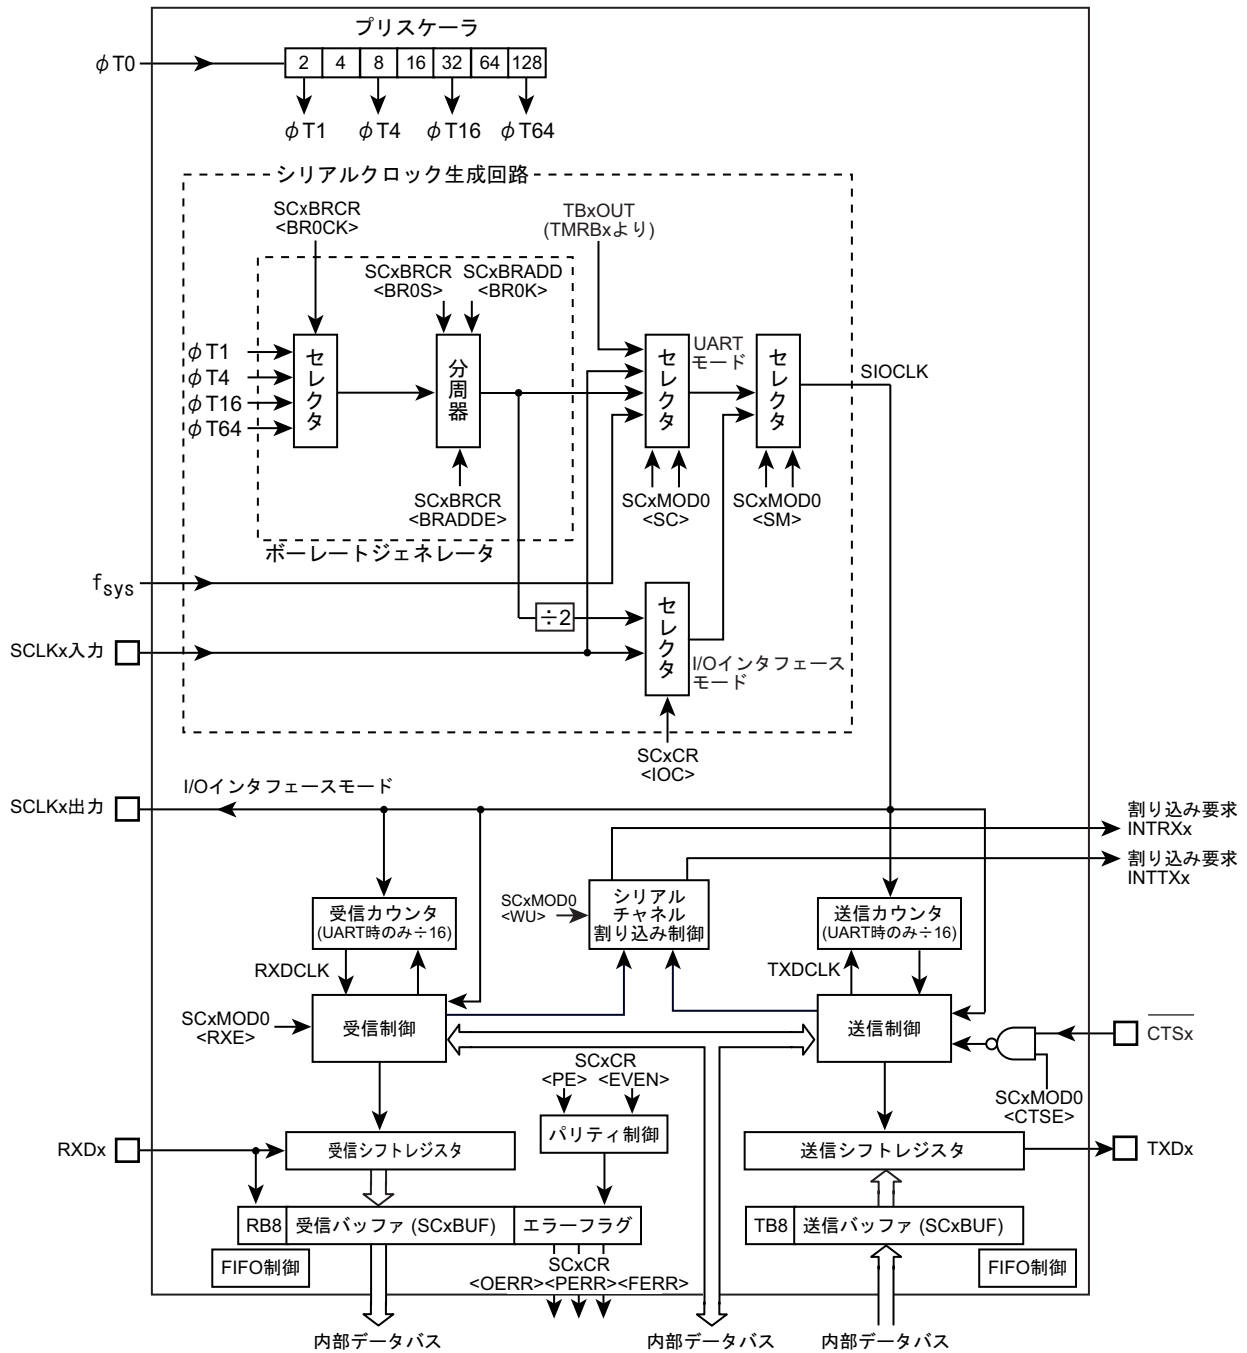 プリスケーラ
ϕT0
2 4 8 16 32 64 128
ϕT1 ϕT4 ϕT16 ϕT64
シリアルクロック生成回路
SCxBRCR
<BR0CK>
TBxOUT
(TMRBxより)
SCxBRCR
<BR0S>
SCxBRADD
<BR0K>
ϕT1
ϕT4
ϕT16
ϕT64
セレクタ
分周器
セレクタ
UART
モード
セレクタ
SIOCLK
SCxBRCR
<BRADDE>
SCxMOD0
<SC>
SCxMOD0
<SM>
ボーレートジェネレータ
fsys
÷2
セレクタ
SCLKx入力
I/Oインタフェース
モード
SCxCR
<IOC>
I/Oインタフェースモード
SCLKx出力
割り込み要求
INTRXx
割り込み要求
INTTXx
受信カウンタ
(UART時のみ÷16)
SCxMOD0
<WU>
シリアル
チャネル
割り込み制御
送信カウンタ
(UART時のみ÷16)
RXDCLK
TXDCLK
SCxMOD0
<RXE>
受信制御
送信制御
CTSx
SCxMOD0
<CTSE>
SCxCR
<PE> <EVEN>
パリティ制御
RXDx
受信シフトレジスタ
送信シフトレジスタ
TXDx
RB8 受信バッファ (SCxBUF) エラーフラグ
TB8 送信バッファ (SCxBUF)
FIFO制御
SCxCR
<OERR><PERR><FERR>
FIFO制御
内部データバス
内部データバス
内部データバス